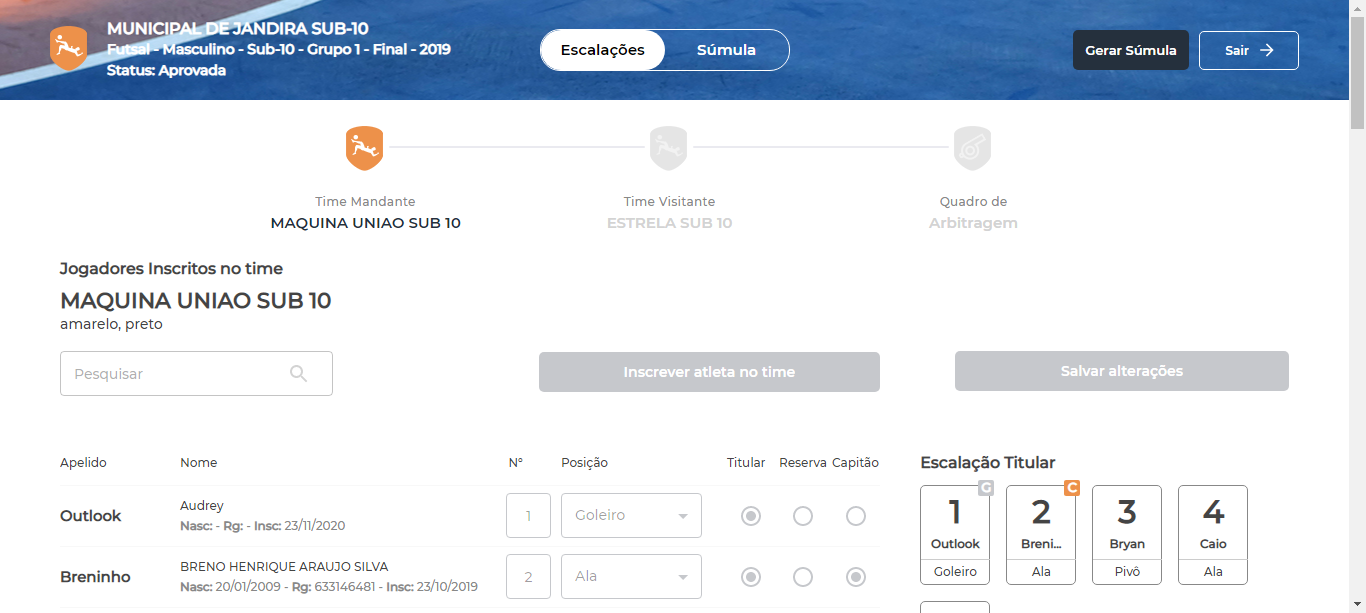 MUNICIPAL DE JANDIRA SUB-10
Futsal - Masculino - Sub-10 - Grupo 1 - Final - 2019
Status: Aprovada
Escalações
Súmula
Gerar Súmula
Sair
Time Mandante
MAQUINA UNIAO SUB 10
Time Visitante
ESTRELA SUB 10
Quadro de
Arbitragem
Jogadores Inscritos no time
MAQUINA UNIAO SUB 10
amarelo, preto
Pesquisar
Inscrever atleta no time
Salvar alterações
Apelido Nome Nº Posição Titular Reserva Capitão
Outlook
Audrey
Nasc: - Rg: - Insc: 23/11/2020
1
Goleiro
Breninho
BRENO HENRIQUE ARAUJO SILVA
Nasc: 20/01/2009 - Rg: 633146481 - Insc: 23/10/2019
2
Ala
Escalação Titular
G
1
Outlook
Goleiro
C
2
Breni...
Ala
3
Bryan
Pivô
4
Caio
Ala